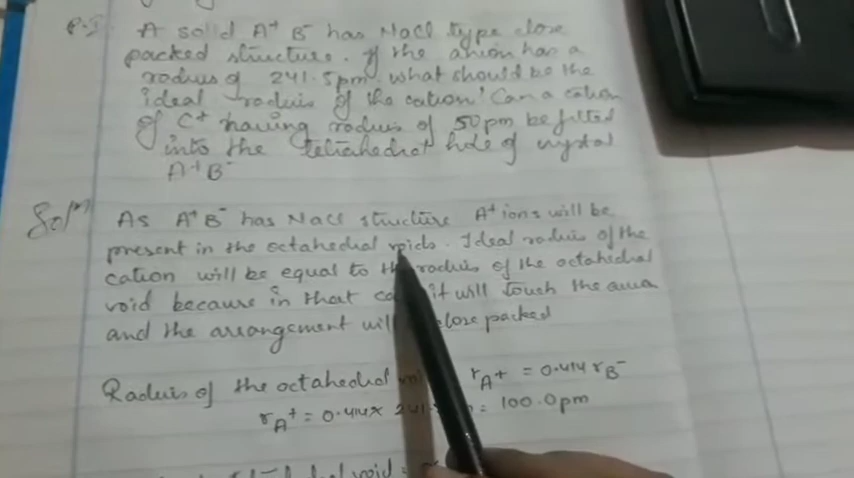 P-I A solid A⁺ B⁻ has NaCl type close
packed structure. If the anion has a
radius of 241.5pm. what should be the
ideal radius of the cation? Can a cation
of C⁺ having radius of 50pm be fitted
into the tetrahedral hole of crystal
A⁺B⁻
Solⁿ As A⁺B⁻ has NaCl structure A⁺ ions will be
present in the octahedral voids. Ideal radius of the
cation will be equal to the radius of the octahedral
void because in that it will touch the
and the arrangement will close packed
Radius of the octahedral rA⁺ = 0.414 rB⁻
rA⁺ = 0.414 x 241. = 100.0pm
void =